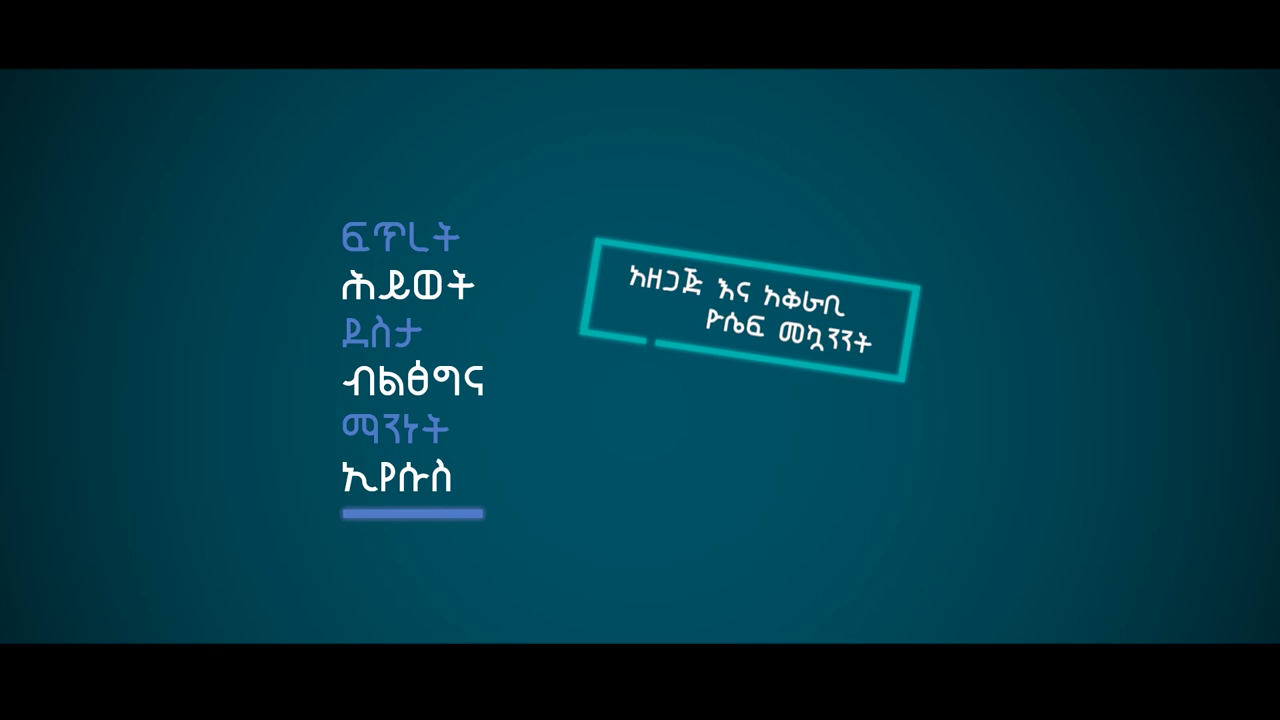 ፍጥረት
ሕይወት
ደስታ
ብልፅግና
ማንነት
ኢየሱስ
አዘጋጅ እና አቅራቢ
ዮሴፍ መኳንንት